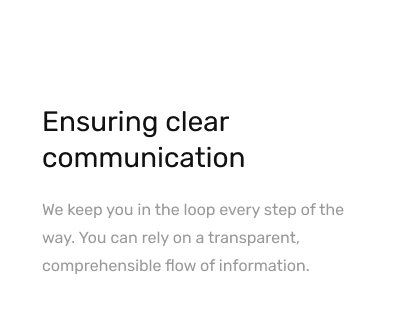 Ensuring clear
communication
We keep you in the loop every step of the
way. You can rely on a transparent,
comprehensible flow of information.